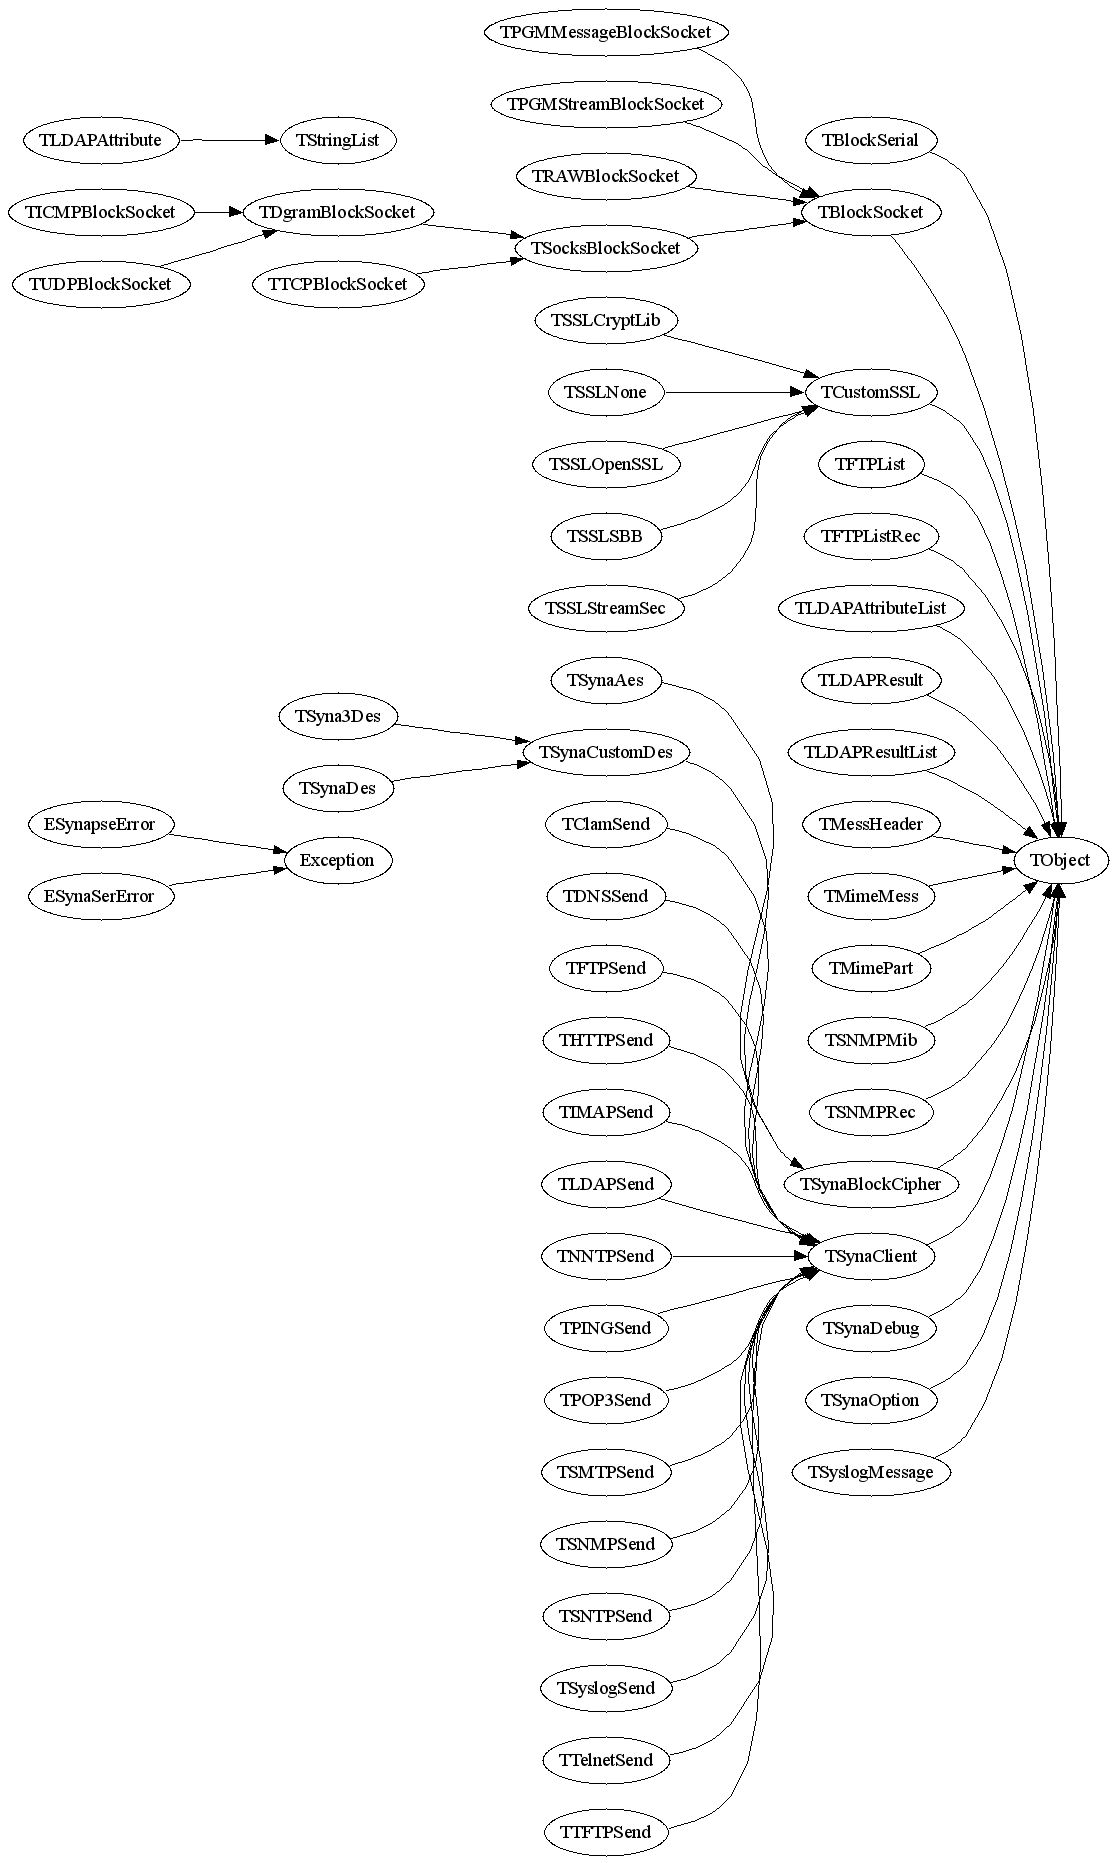 TPGMMessageBlockSocket
TPGMStreamBlockSocket
TLDAPAttribute
TStringList
TBlockSerial
TRAWBlockSocket
TICMPBlockSocket
TDgramBlockSocket
TBlockSocket
TSocksBlockSocket
TUDPBlockSocket
TTCPBlockSocket
TSSLCryptLib
TSSLNone
TCustomSSL
TSSLOpenSSL
TFTPList
TSSLSBB
TFTPListRec
TSSLStreamSec
TLDAPAttributeList
TSynaAes
TLDAPResult
TSyna3Des
TSynaCustomDes
TLDAPResultList
TSynaDes
ESynapseError
TClamSend
TMessHeader
Exception
TObject
ESynaSerError
TDNSSend
TMimeMess
TFTPSend
TMimePart
THTTPSend
TSNMPMib
TIMAPSend
TSNMPRec
TLDAPSend
TSynaBlockCipher
TNNTPSend
TSynaClient
TPINGSend
TSynaDebug
TPOP3Send
TSynaOption
TSMTPSend
TSyslogMessage
TSNMPSend
TSNTPSend
TSyslogSend
TTelnetSend
TTFTPSend